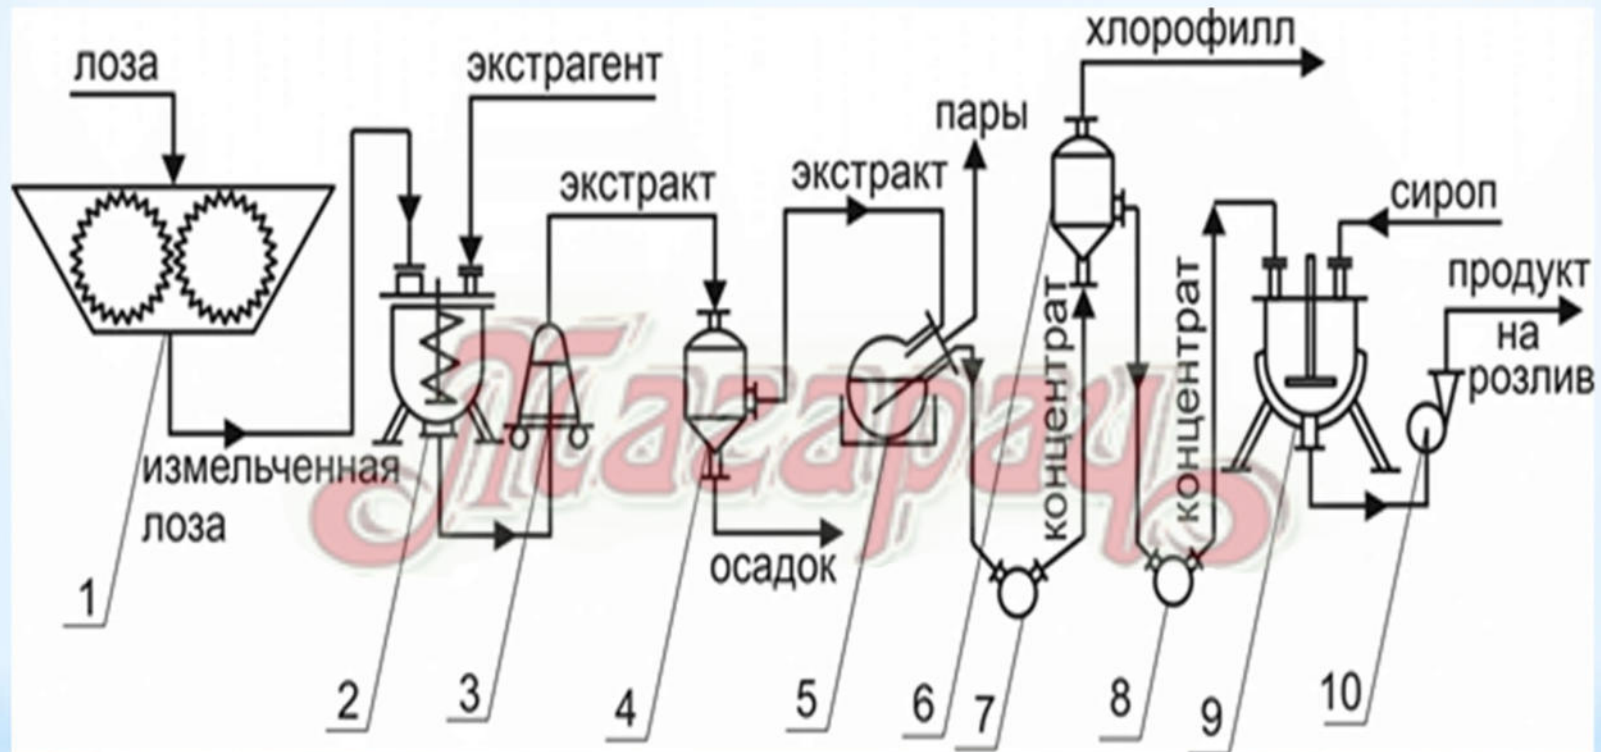 лоза
экстрагент
экстракт
экстракт
пары
хлорофилл
сироп
продукт
на
розлив
концентрат
концентрат
измельченная
лоза
осадок
Магарач
1
2
3
4
5
6
7
8
9
10